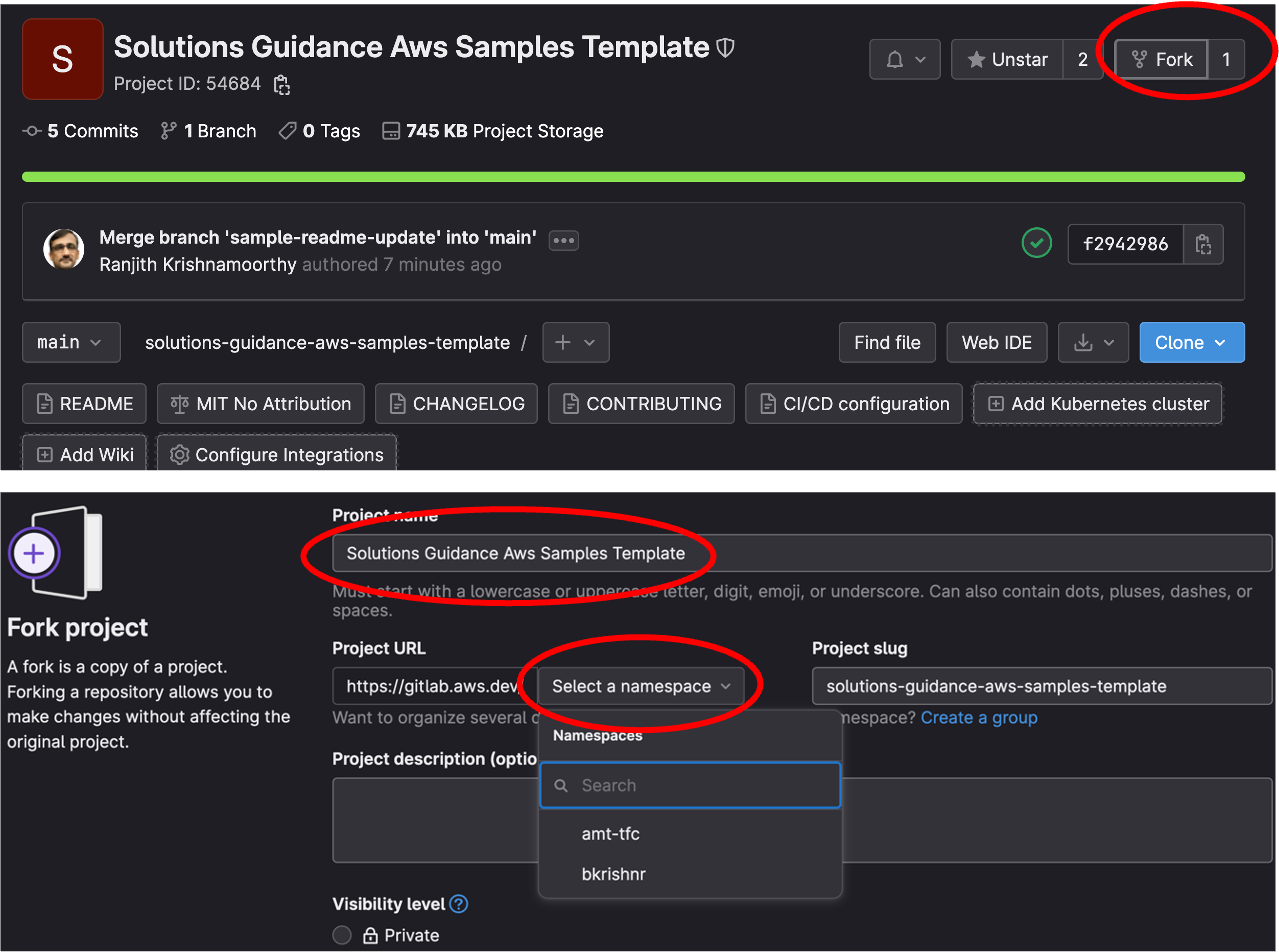 S
Solutions Guidance Aws Samples Template
Project ID: 54684
Unstar 2
Fork 1
5 Commits 1 Branch 0 Tags 745 KB Project Storage
Merge branch 'sample-readme-update' into 'main'
Ranjith Krishnamoorthy authored 7 minutes ago
f2942986
main
solutions-guidance-aws-samples-template /
Find file
Web IDE
Clone
README
MIT No Attribution
CHANGELOG
CONTRIBUTING
CI/CD configuration
Add Kubernetes cluster
Add Wiki
Configure Integrations
Fork project
A fork is a copy of a project.
Forking a repository allows you to
make changes without affecting the
original project.
Project name
Solutions Guidance Aws Samples Template
Must start with a lowercase or uppercase letter, digit, emoji, or underscore. Can also contain dots, pluses, dashes, or
spaces.
Project URL
https://gitlab.aws.dev/
Select a namespace
Project slug
solutions-guidance-aws-samples-template
Want to organize several
Create a group
Namespaces
Search
amt-tfc
bkrishnr
Project description
Visibility level
Private